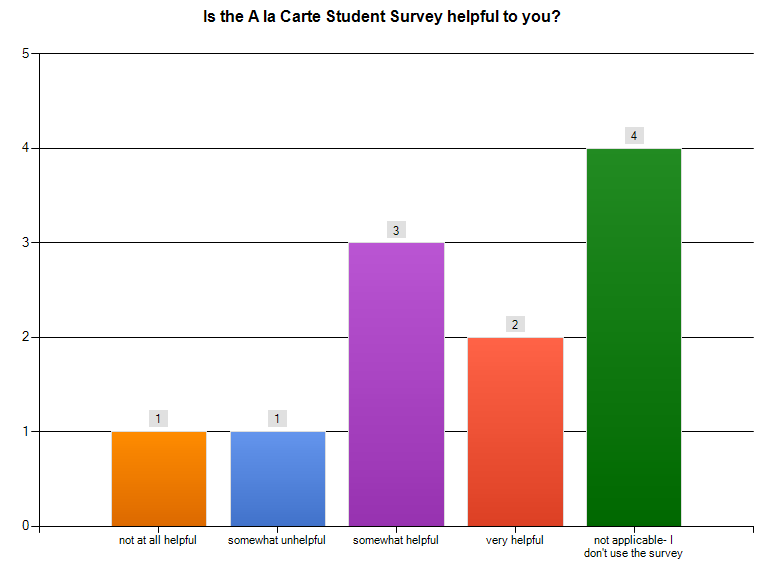 Is the A la Carte Student Survey helpful to you?
5
4
3
2
1
0
1
1
3
2
4
not at all helpful
somewhat unhelpful
somewhat helpful
very helpful
not applicable- I
don't use the survey